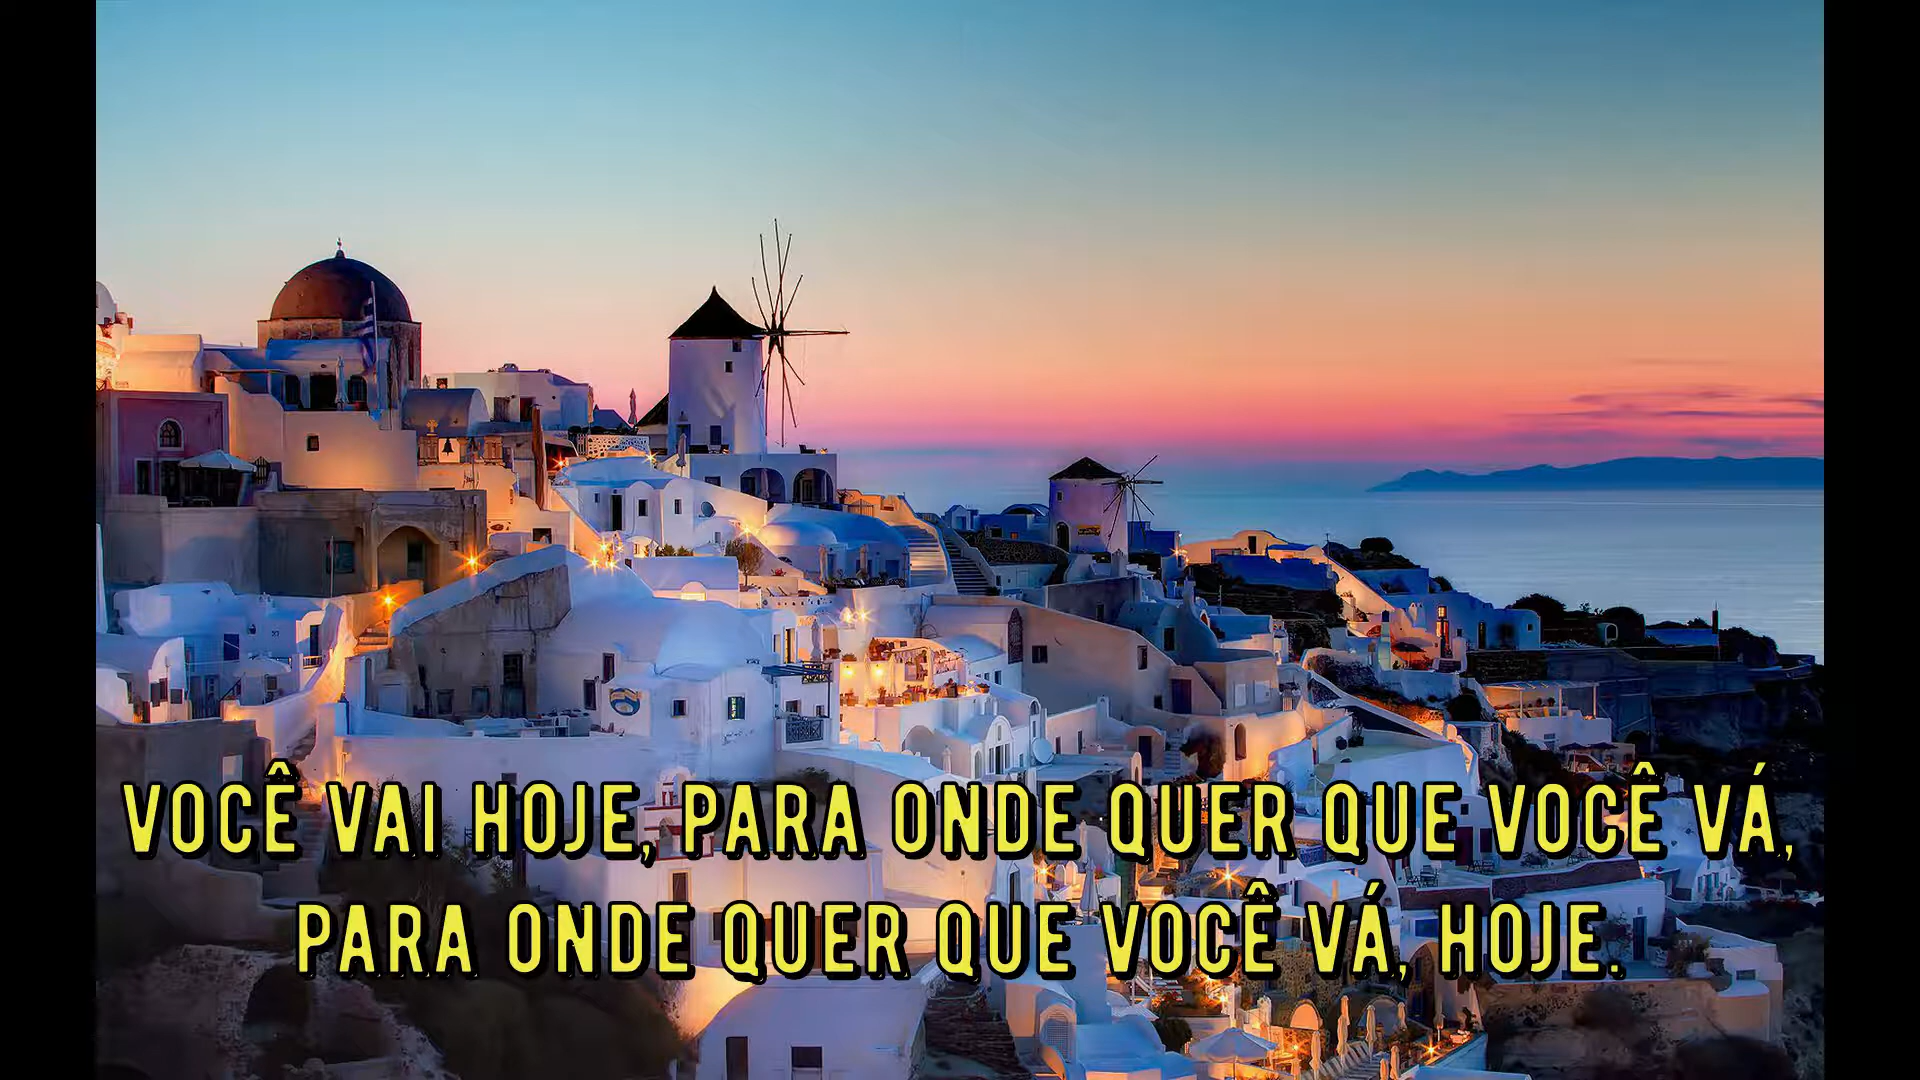 VOCÊ VAI HOJE, PARA ONDE QUER QUE VOCÊ VÁ,
PARA ONDE QUER QUE VOCÊ VÁ, HOJE.